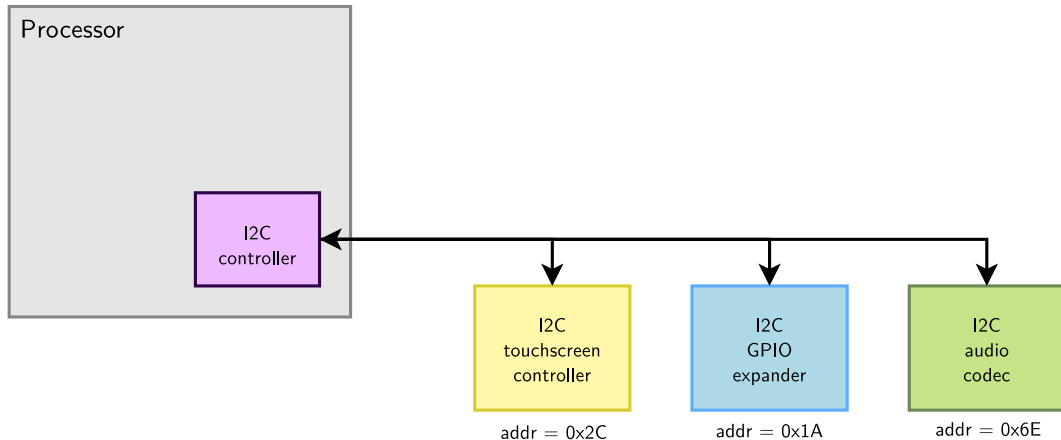 Processor
I2C
controller
I2C
touchscreen
controller
addr = 0x2C
I2C
GPIO
expander
addr = 0x1A
I2C
audio
codec
addr = 0x6E